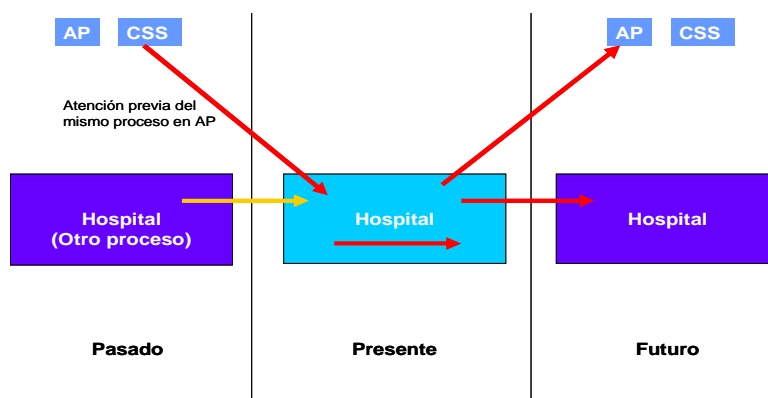 AP CSS
AP CSS
Atención previa del
mismo proceso en AP
Hospital
(Otro proceso)
Hospital
Hospital
Pasado
Presente
Futuro